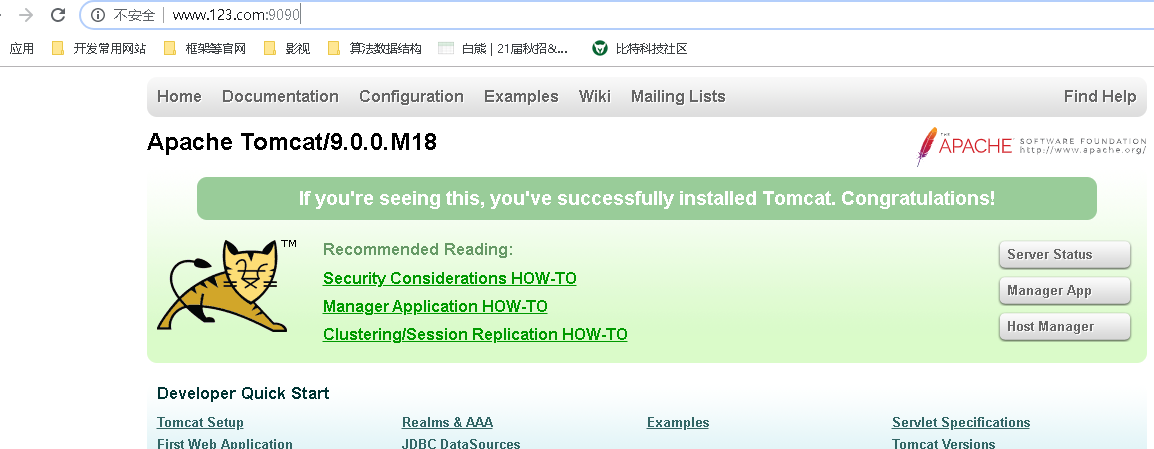 不安全 | www.123.com:9090
应用 开发常用网站 框架等官网 影视 算法数据结构 白熊 | 21届秋招&... 比特科技社区
Home Documentation Configuration Examples Wiki Mailing Lists Find Help
Apache Tomcat/9.0.0.M18
THE APACHE SOFTWARE FOUNDATION
http://www.apache.org/
If you're seeing this, you've successfully installed Tomcat. Congratulations!
TM
Recommended Reading:
Security Considerations HOW-TO
Manager Application HOW-TO
Clustering/Session Replication HOW-TO
Server Status
Manager App
Host Manager
Developer Quick Start
Tomcat Setup Realms & AAA Examples Servlet Specifications
First Web Application JDBC DataSources Tomcat Versions